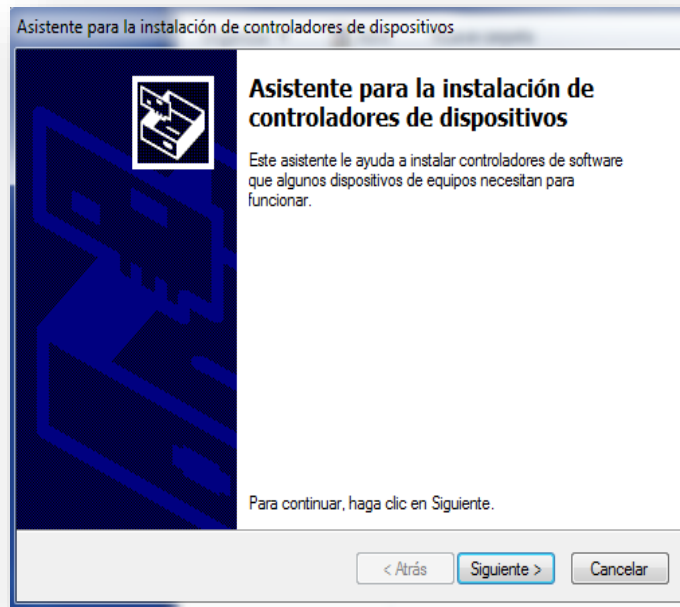 Asistente para la instalación de controladores de dispositivos
Asistente para la instalación de
controladores de dispositivos
Este asistente le ayuda a instalar controladores de software
que algunos dispositivos de equipos necesitan para
funcionar.
Para continuar, haga clic en Siguiente.
< Atrás
Siguiente >
Cancelar